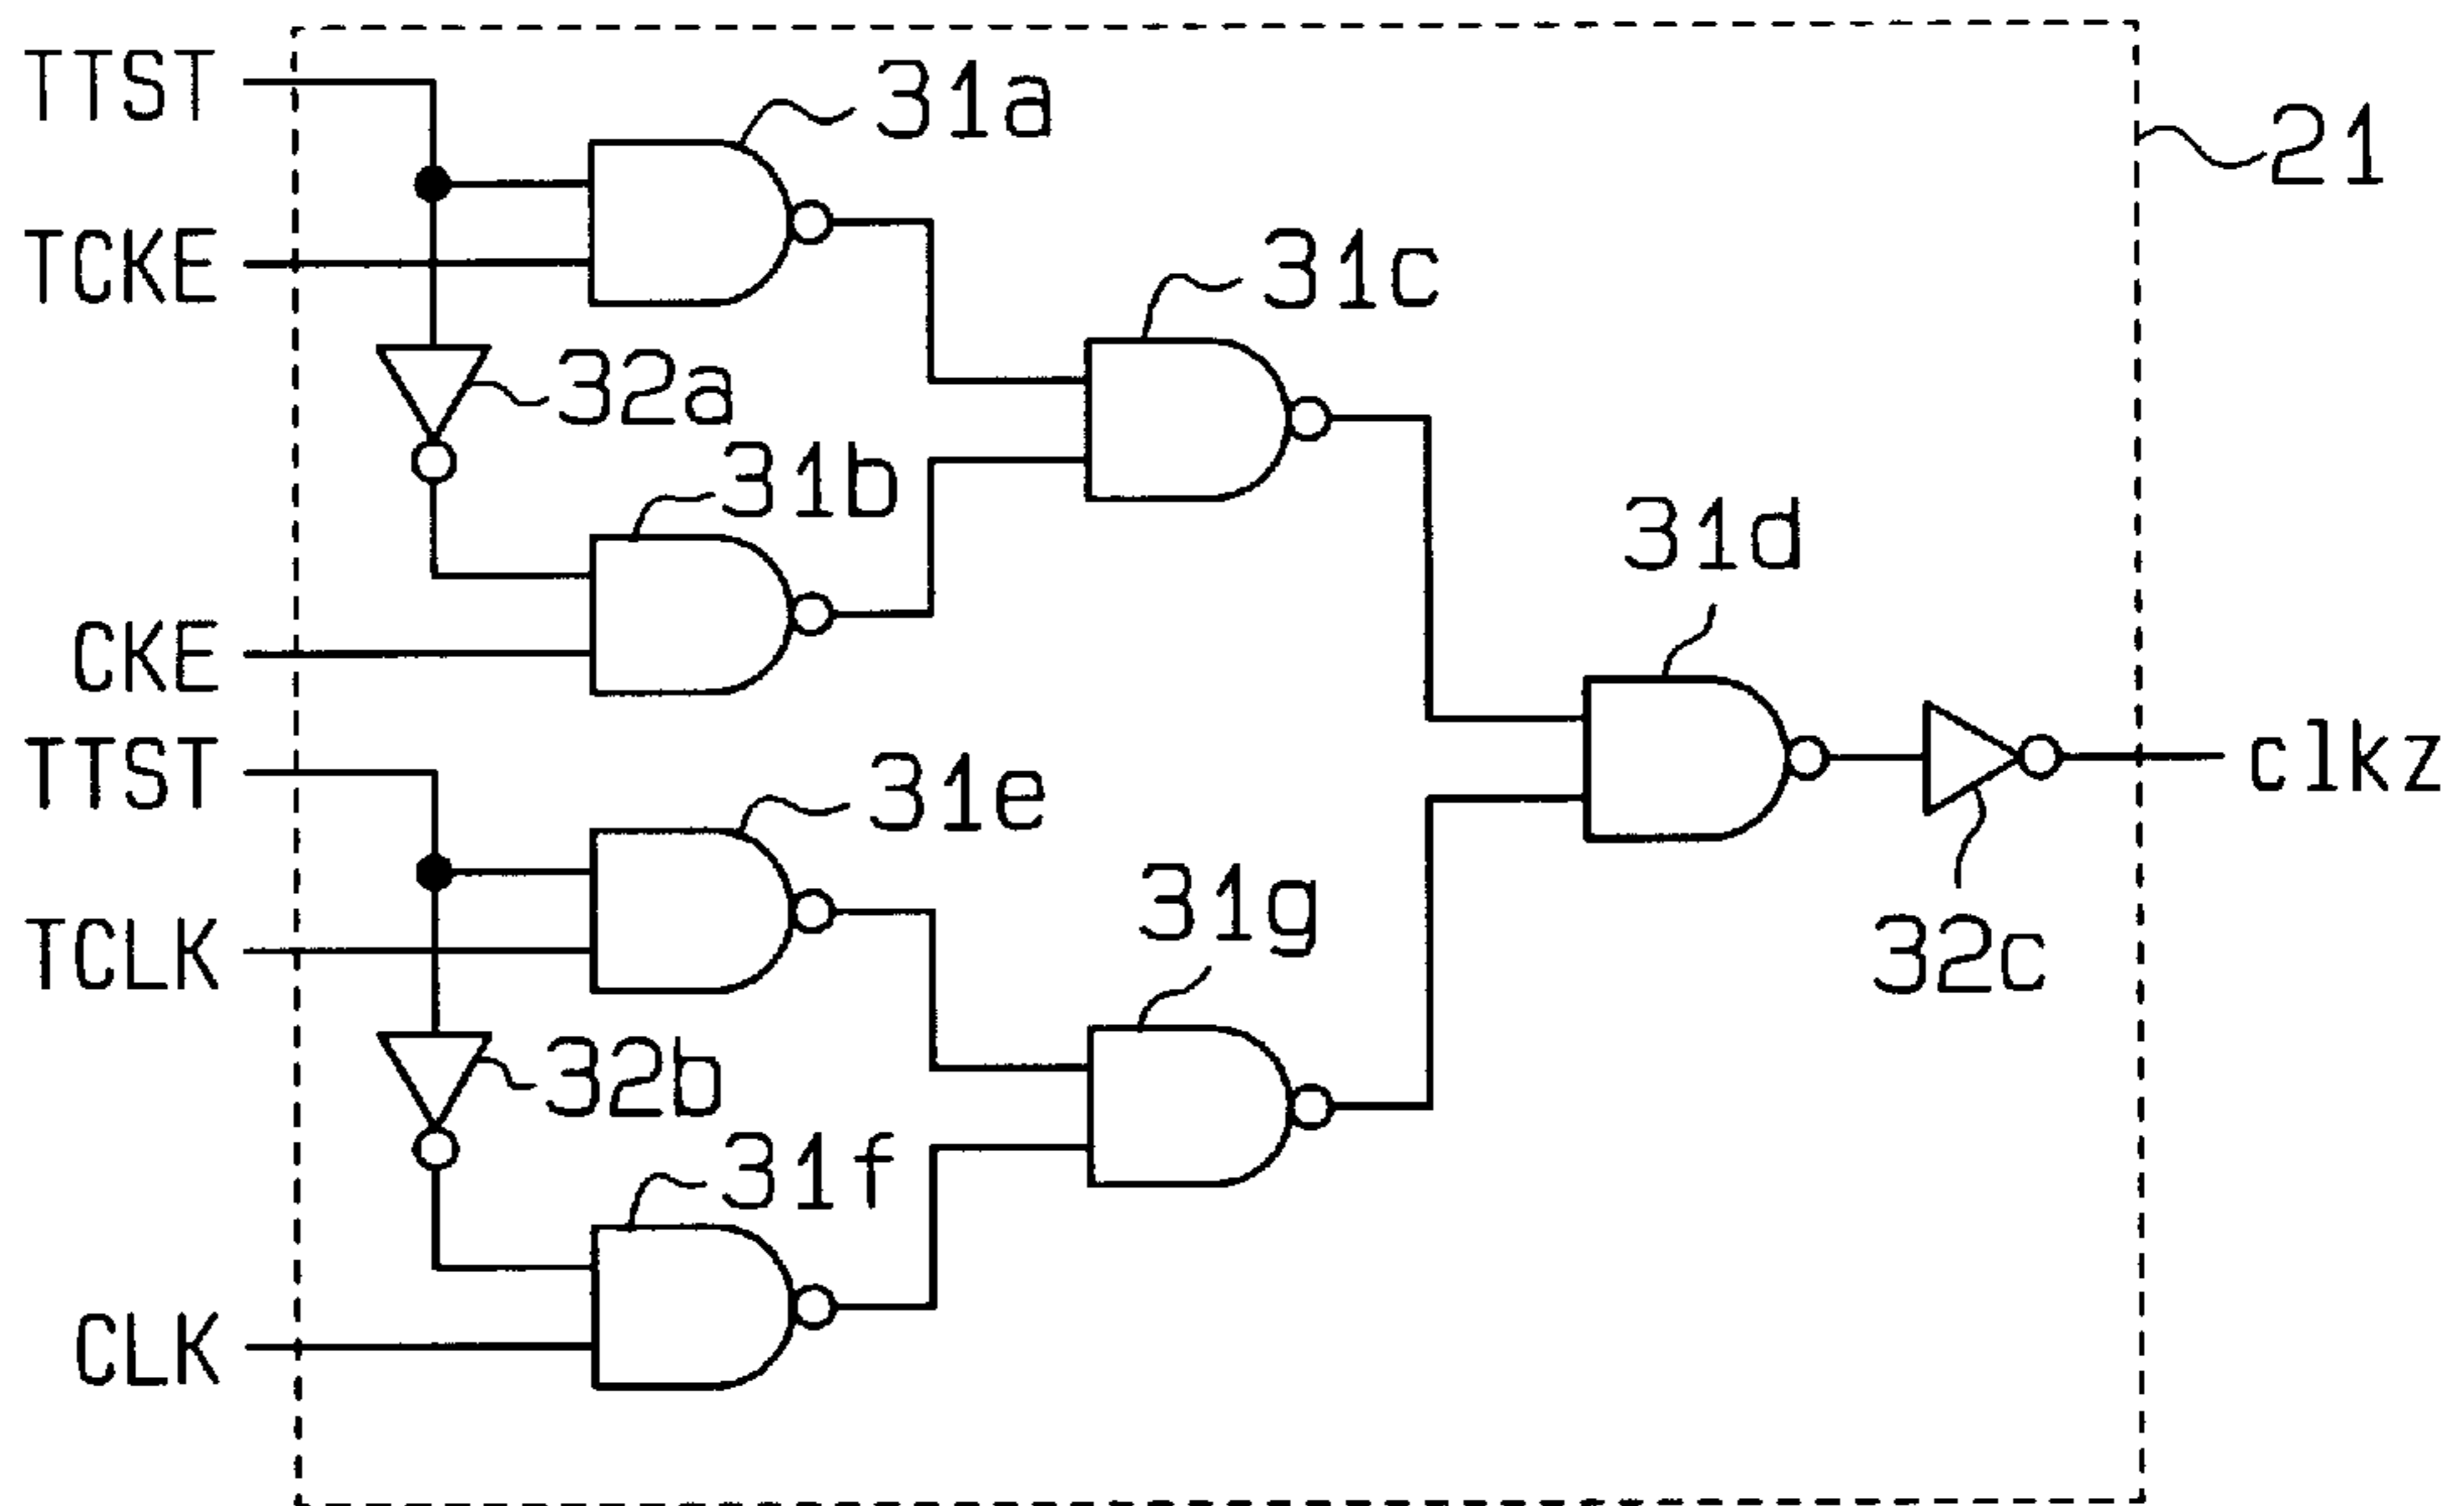 TTST
31a
21
TCKE
31c
32a
31b
31d
CKE
TTST
clkz
31e
31g
TCLK
32c
32b
31f
CLK